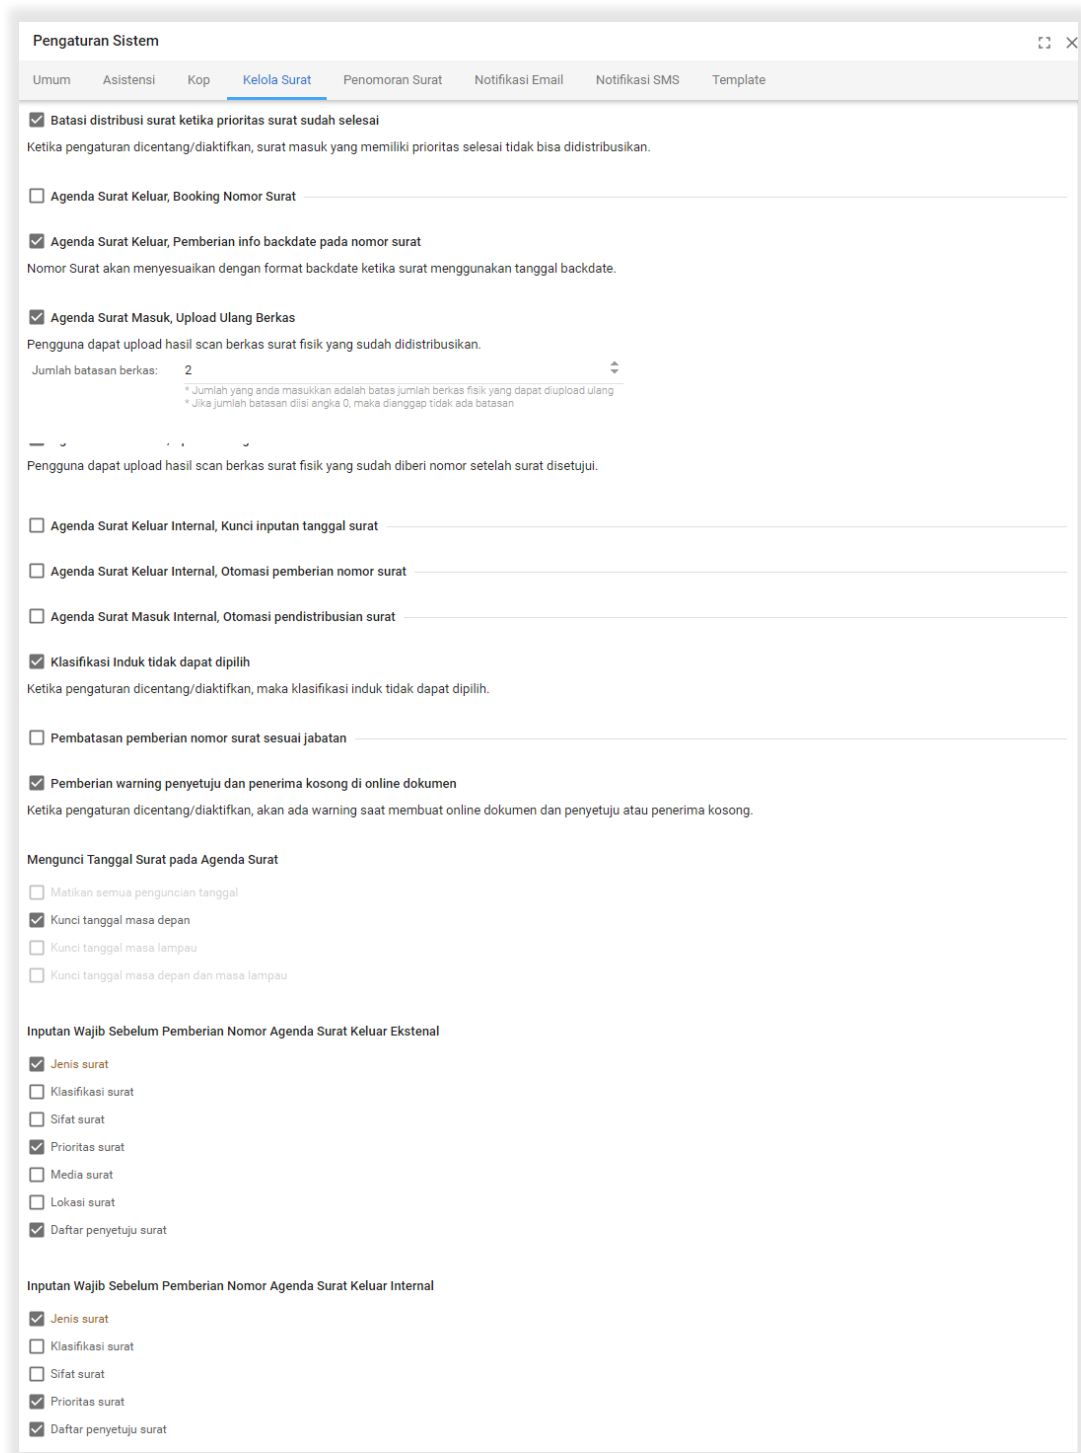 Pengaturan Sistem
Umum Asistensi Kop Kelola Surat Penomoran Surat Notifikasi Email Notifikasi SMS Template
Batasi distribusi surat ketika prioritas surat sudah selesai
Ketika pengaturan dicentang/diaktifkan, surat masuk yang memiliki prioritas selesai tidak bisa didistribusikan.
Agenda Surat Keluar, Booking Nomor Surat
Agenda Surat Keluar, Pemberian info backdate pada nomor surat
Nomor Surat akan menyesuaikan dengan format backdate ketika surat menggunakan tanggal backdate.
Agenda Surat Masuk, Upload Ulang Berkas
Pengguna dapat upload hasil scan berkas surat fisik yang sudah didistribusikan.
Jumlah batasan berkas: 2
* Jumlah yang anda masukkan adalah batas jumlah berkas fisik yang dapat diupload ulang
* Jika jumlah batasan diisi angka 0, maka dianggap tidak ada batasan
Pengguna dapat upload hasil scan berkas surat fisik yang sudah diberi nomor setelah surat disetujui.
Agenda Surat Keluar Internal, Kunci inputan tanggal surat
Agenda Surat Keluar Internal, Otomasi pemberian nomor surat
Agenda Surat Masuk Internal, Otomasi pendistribusian surat
Klasifikasi Induk tidak dapat dipilih
Ketika pengaturan dicentang/diaktifkan, maka klasifikasi induk tidak dapat dipilih.
Pembatasan pemberian nomor surat sesuai jabatan
Pemberian warning penyetuju dan penerima kosong di online dokumen
Ketika pengaturan dicentang/diaktifkan, akan ada warning saat membuat online dokumen dan penyetuju atau penerima kosong.
Mengunci Tanggal Surat pada Agenda Surat
Matikan semua penguncian tanggal
Kunci tanggal masa depan
Kunci tanggal masa lampau
Kunci tanggal masa depan dan masa lampau
Inputan Wajib Sebelum Pemberian Nomor Agenda Surat Keluar Ekstenal
Jenis surat
Klasifikasi surat
Sifat surat
Prioritas surat
Media surat
Lokasi surat
Daftar penyetuju surat
Inputan Wajib Sebelum Pemberian Nomor Agenda Surat Keluar Internal
Jenis surat
Klasifikasi surat
Sifat surat
Prioritas surat
Daftar penyetuju surat